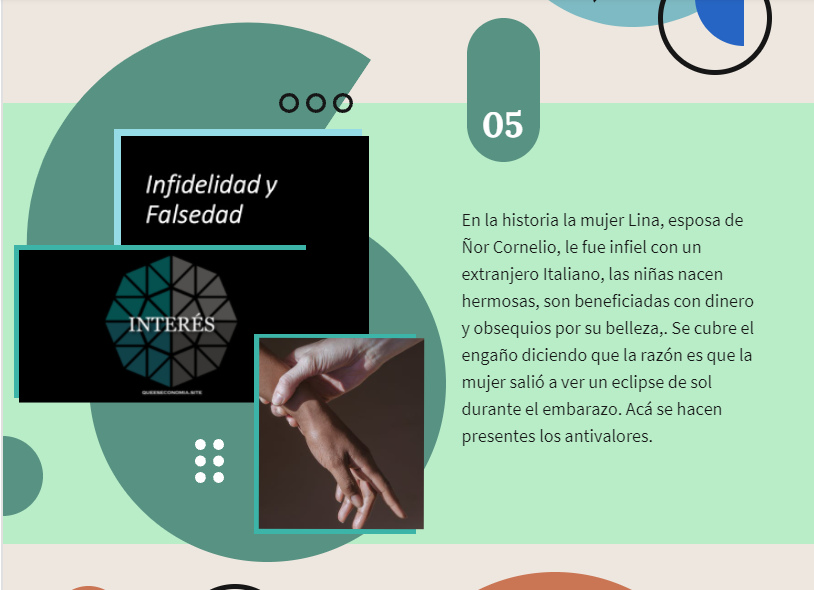 05
Infidelidad y
Falsedad
INTERÉS
QUEESECONOMIA.SITE
En la historia la mujer Lina, esposa de
Ñor Cornelio, le fue infiel con un
extranjero Italiano, las niñas nacen
hermosas, son beneficiadas con dinero
y obsequios por su belleza,. Se cubre el
engaño diciendo que la razón es que la
mujer salió a ver un eclipse de sol
durante el embarazo. Acá se hacen
presentes los antivalores.